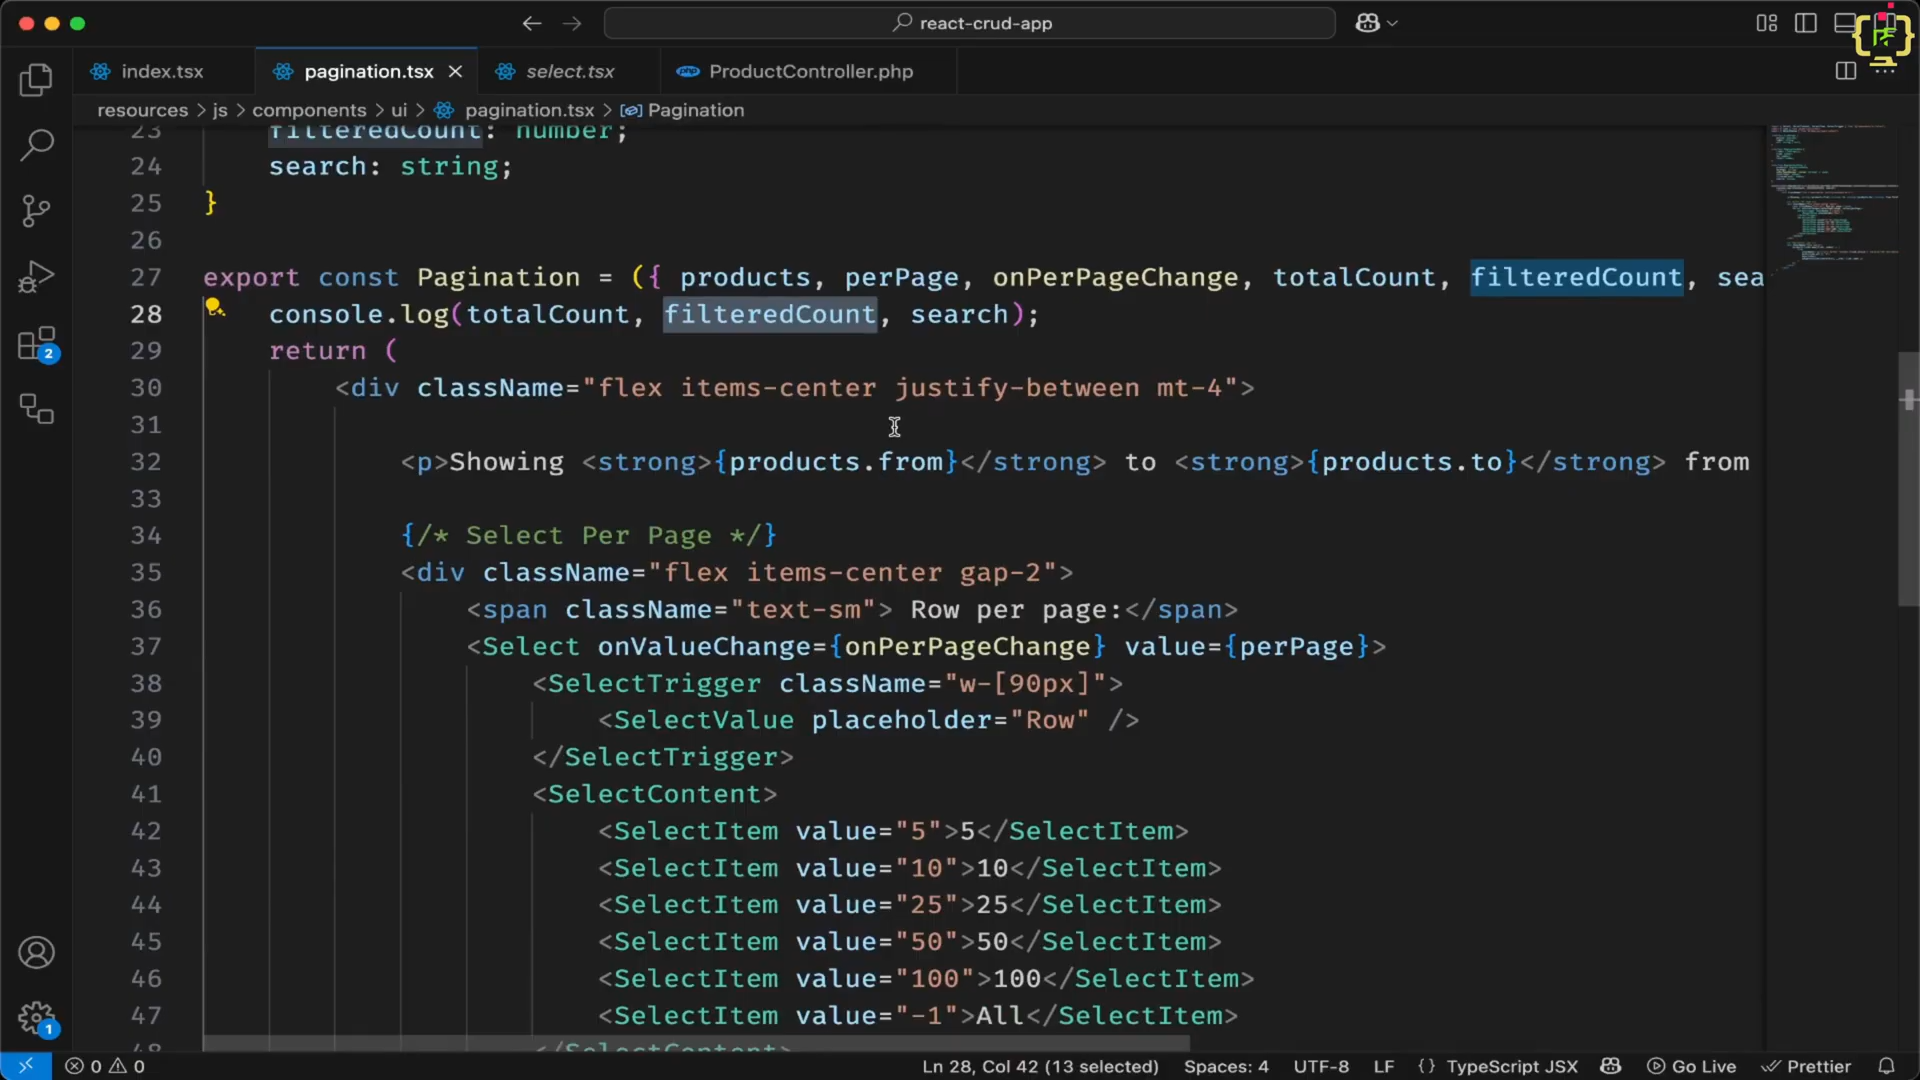 react-crud-app
index.tsx
pagination.tsx
select.tsx
php ProductController.php
resources > js > components > ui > pagination.tsx > Pagination
23 filteredCount: number;
24 search: string;
25 }
26
27 export const Pagination = ({ products, perPage, onPerPageChange, totalCount, filteredCount, sea
28 console.log(totalCount, filteredCount, search);
29 return (
30 <div className="flex items-center justify-between mt-4">
31
32 <p>Showing <strong>{products.from}</strong> to <strong>{products.to}</strong> from
33
34 {/* Select Per Page */}
35 <div className="flex items-center gap-2">
36 <span className="text-sm"> Row per page:</span>
37 <Select onValueChange={onPerPageChange} value={perPage}>
38 <SelectTrigger className="w-[90px]">
39 <SelectValue placeholder="Row" />
40 </SelectTrigger>
41 <SelectContent>
42 <SelectItem value="5">5</SelectItem>
43 <SelectItem value="10">10</SelectItem>
44 <SelectItem value="25">25</SelectItem>
45 <SelectItem value="50">50</SelectItem>
46 <SelectItem value="100">100</SelectItem>
47 <SelectItem value="-1">All</SelectItem>
48 </SelectContent>
2
1
0 0
Ln 28, Col 42 (13 selected)
Spaces: 4
UTF-8
LF
{} TypeScript JSX
Go Live
Prettier